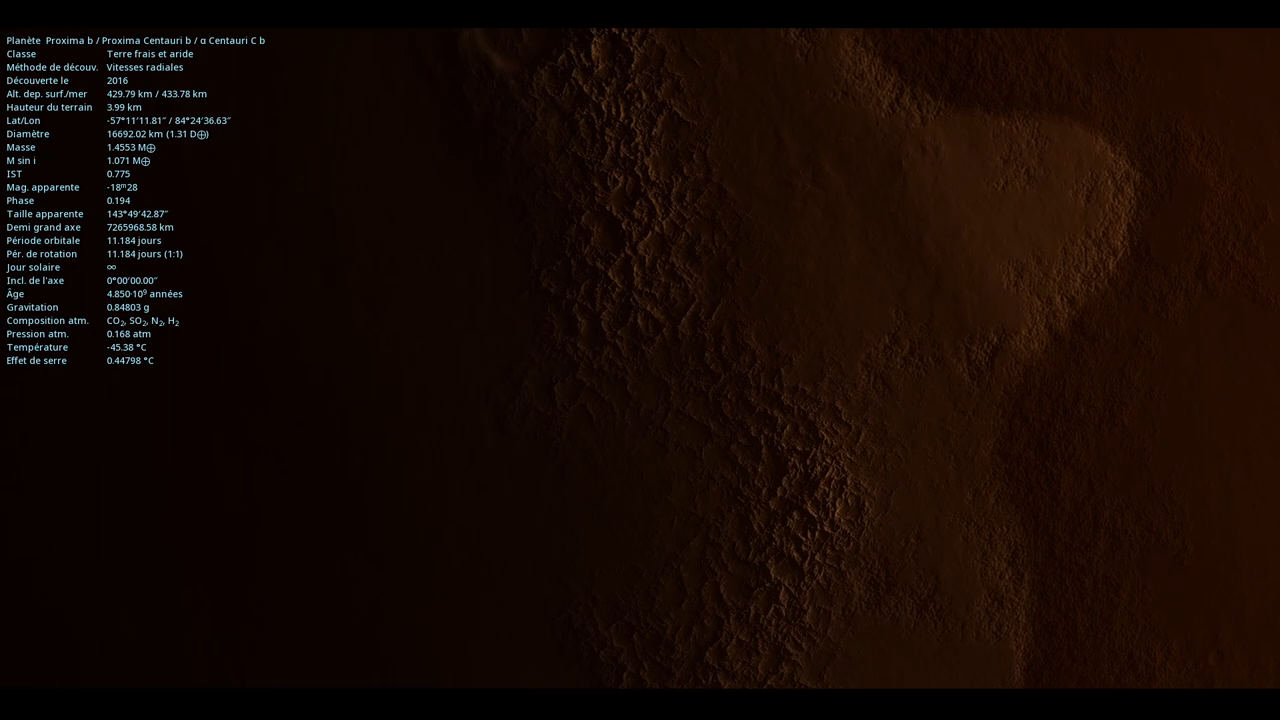 Planète Proxima b / Proxima Centauri b / α Centauri C b
Classe Terre frais et aride
Méthode de découv. Vitesses radiales
Découverte le 2016
Alt. dep. surf./mer 429.79 km / 433.78 km
Hauteur du terrain 3.99 km
Lat/Lon -57°11′11.81″ / 84°24′36.63″
Diamètre 16692.02 km (1.31 D⊕)
Masse 1.4553 M⊕
M sin i 1.071 M⊕
IST 0.775
Mag. apparente -18ᵐ28
Phase 0.194
Taille apparente 143°49′42.87″
Demi grand axe 7265968.58 km
Période orbitale 11.184 jours
Pér. de rotation 11.184 jours (1:1)
Jour solaire ∞
Incl. de l'axe 0°00′00.00″
Âge 4.850·10⁹ années
Gravitation 0.84803 g
Composition atm. CO₂, SO₂, N₂, H₂
Pression atm. 0.168 atm
Température -45.38 °C
Effet de serre 0.44798 °C